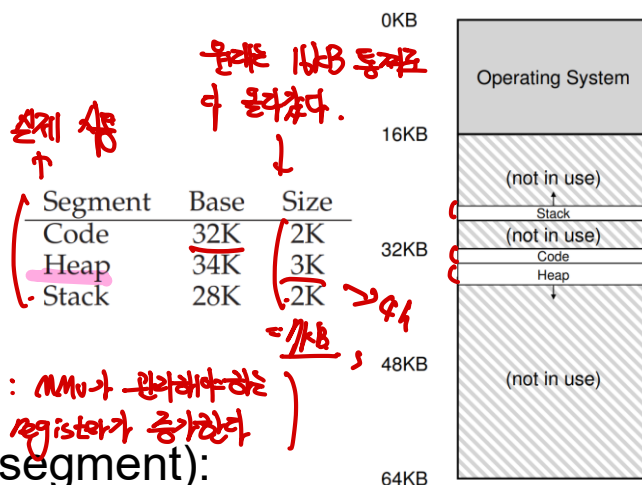 0KB
Operating System
원래는 16kB 통째로
다 올라갔다.
실제 사용
16KB
(not in use)
Segment Base Size
Stack
Code 32K 2K
(not in use)
32KB
Code
Heap 34K 3K
Heap
Stack 28K 2K
= 7kB
48KB
(not in use)
: MMU가 관리해야하는
register가 증가한다
segment):
64KB